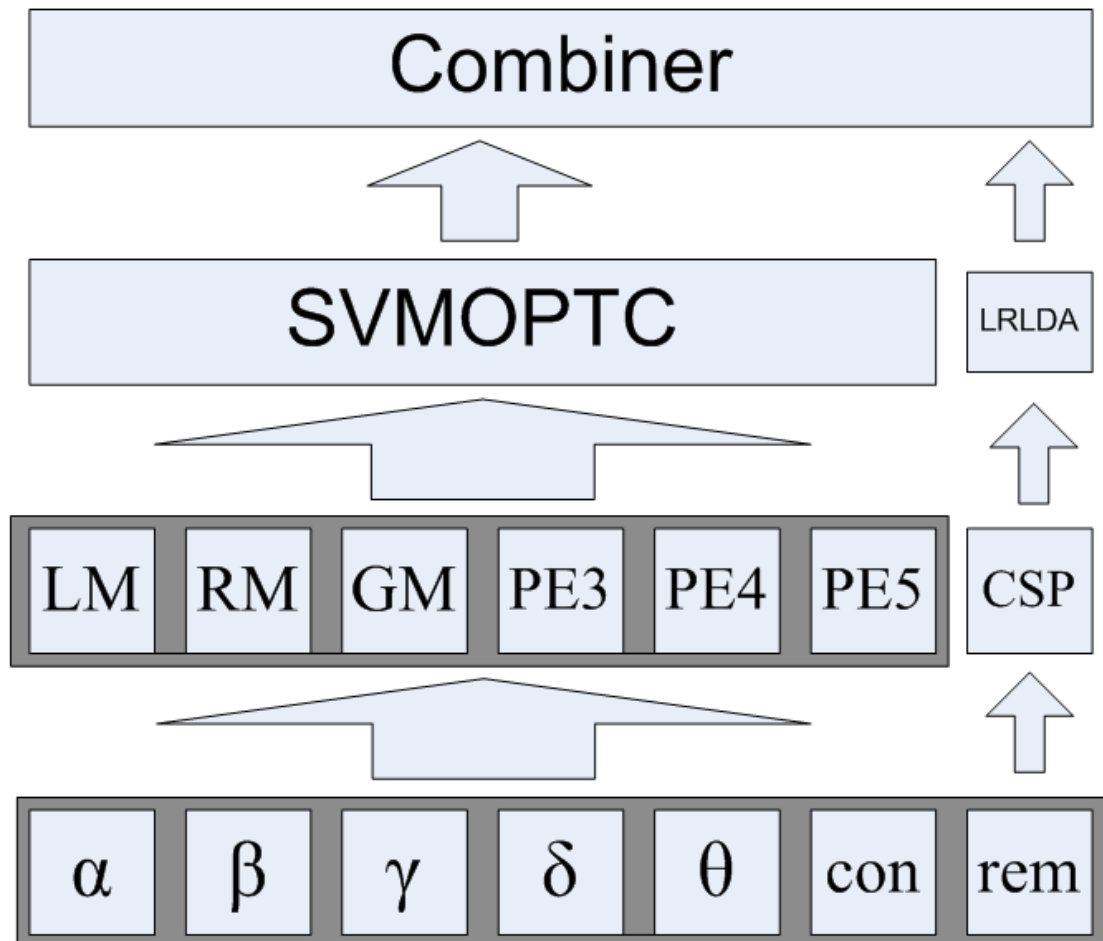 Combiner
SVMOPTC LRLDA
LM RM GM PE3 PE4 PE5 CSP
α β γ δ θ con rem